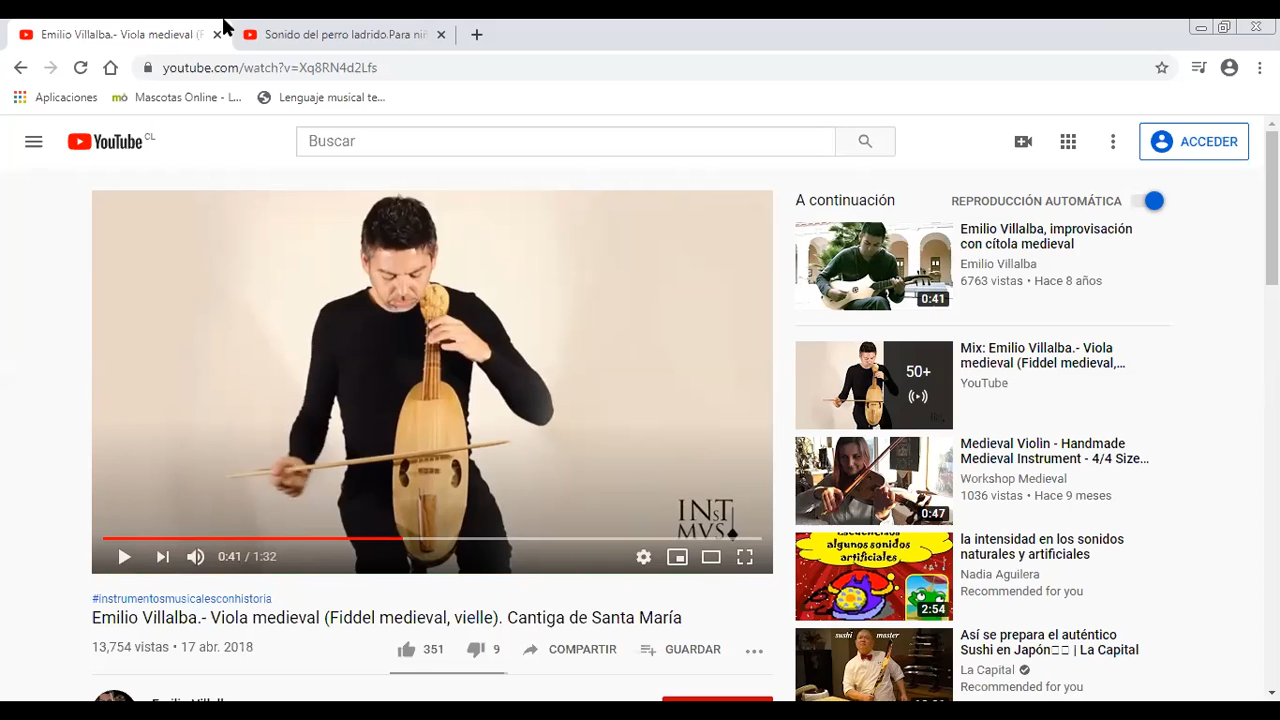 Emilio Villalba.- Viola medieval (F
Sonido del perro ladrido.Para niñ
youtube.com/watch?v=Xq8RN4d2Lfs
Aplicaciones
Mascotas Online - L...
Lenguaje musical te...
YouTube CL
Buscar
ACCEDER
A continuación
REPRODUCCIÓN AUTOMÁTICA
Emilio Villalba, improvisación
con cítola medieval
Emilio Villalba
6763 vistas • Hace 8 años
0:41
Mix: Emilio Villalba.- Viola
medieval (Fiddel medieval,...
YouTube
50+
Medieval Violin - Handmade
Medieval Instrument - 4/4 Size...
Workshop Medieval
1036 vistas • Hace 9 meses
0:47
la intensidad en los sonidos
naturales y artificiales
Nadia Aguilera
Recommended for you
algunos sonidos
artificiales
2:54
Así se prepara el auténtico
Sushi en Japón | La Capital
La Capital
Recommended for you
sushi master
INSt
MVS
0:41 / 1:32
#instrumentosmusicalesconhistoria
Emilio Villalba.- Viola medieval (Fiddel medieval, vielle). Cantiga de Santa María
13,754 vistas • 17 abr. 2018
351
9
COMPARTIR
GUARDAR